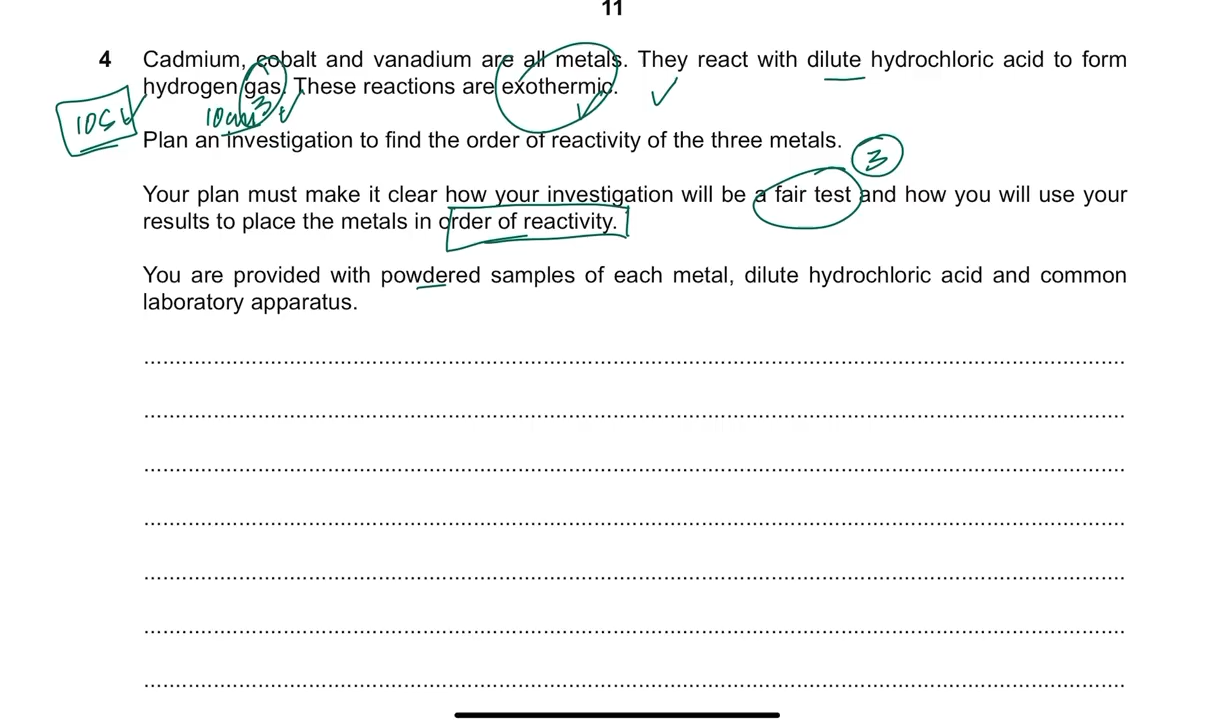 11
4 Cadmium, cobalt and vanadium are all metals. They react with dilute hydrochloric acid to form
hydrogen gas. These reactions are exothermic.
Plan an investigation to find the order of reactivity of the three metals.
3
Your plan must make it clear how your investigation will be a fair test and how you will use your
results to place the metals in order of reactivity.
You are provided with powdered samples of each metal, dilute hydrochloric acid and common
laboratory apparatus.